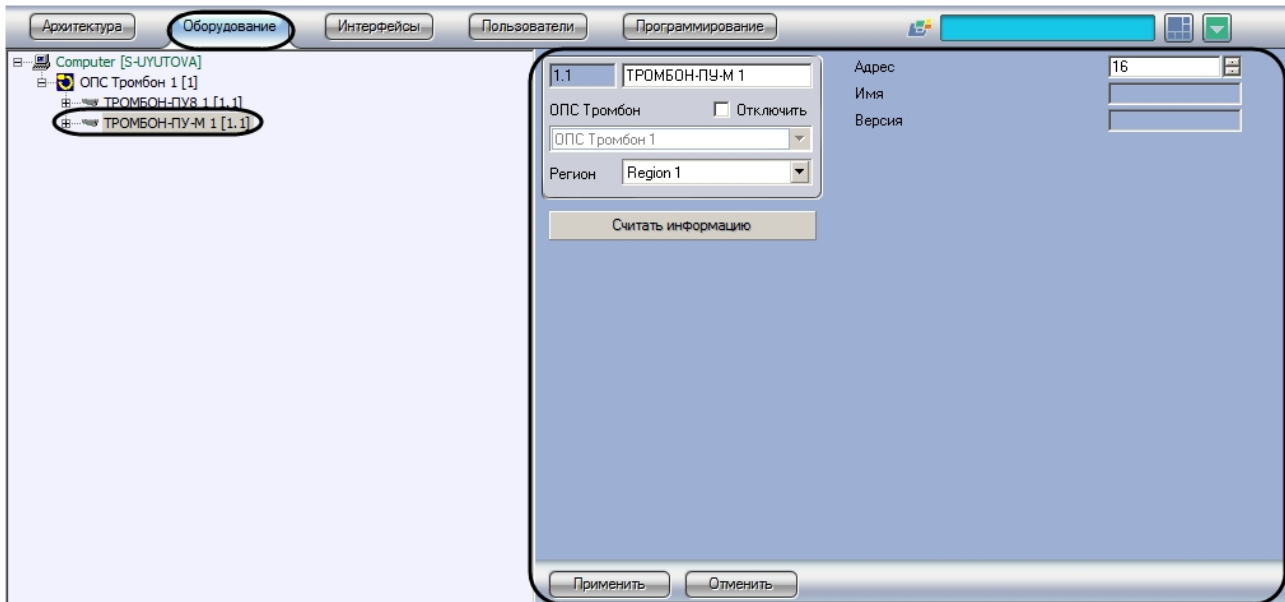 Архитектура Оборудование Интерфейсы Пользователи Программирование
Computer [S-UYUTOVA]
ОПС Тромбон 1 [1]
ТРОМБОН-ПУ8 1 [1.1]
ТРОМБОН-ПУ-М 1 [1.1]
1.1 ТРОМБОН-ПУ-М 1
ОПС Тромбон Отключить
ОПС Тромбон 1
Регион Region 1
Считать информацию
Адрес 16
Имя
Версия
Применить Отменить